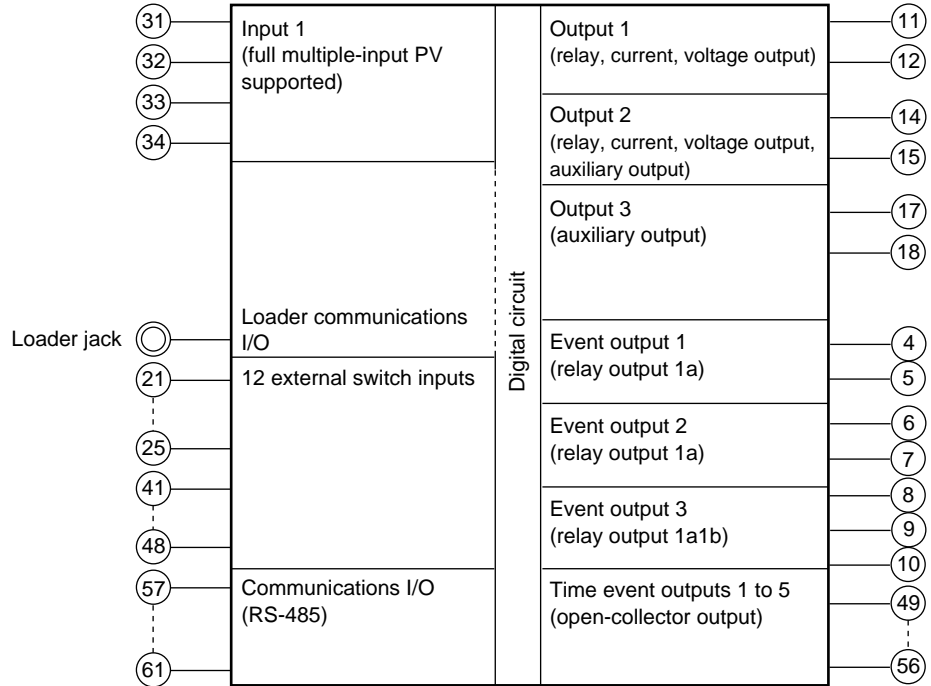 31
32
33
34
Input 1
(full multiple-input PV
supported)
Loader jack
Loader communications
I/O
21
25
41
48
12 external switch inputs
57
61
Communications I/O
(RS-485)
Digital circuit
Output 1
(relay, current, voltage output)
11
12
Output 2
(relay, current, voltage output,
auxiliary output)
14
15
Output 3
(auxiliary output)
17
18
Event output 1
(relay output 1a)
4
5
Event output 2
(relay output 1a)
6
7
Event output 3
(relay output 1a1b)
8
9
10
Time event outputs 1 to 5
(open-collector output)
49
56